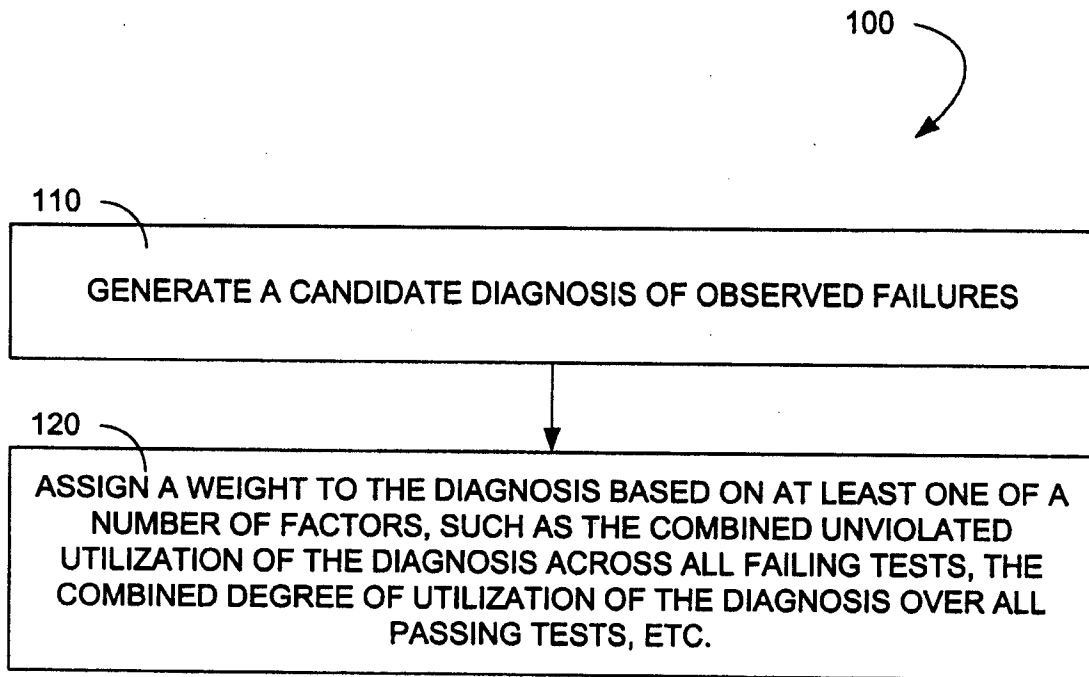 100
110
GENERATE A CANDIDATE DIAGNOSIS OF OBSERVED FAILURES
120
ASSIGN A WEIGHT TO THE DIAGNOSIS BASED ON AT LEAST ONE OF A
NUMBER OF FACTORS, SUCH AS THE COMBINED UNVIOLATED
UTILIZATION OF THE DIAGNOSIS ACROSS ALL FAILING TESTS, THE
COMBINED DEGREE OF UTILIZATION OF THE DIAGNOSIS OVER ALL
PASSING TESTS, ETC.